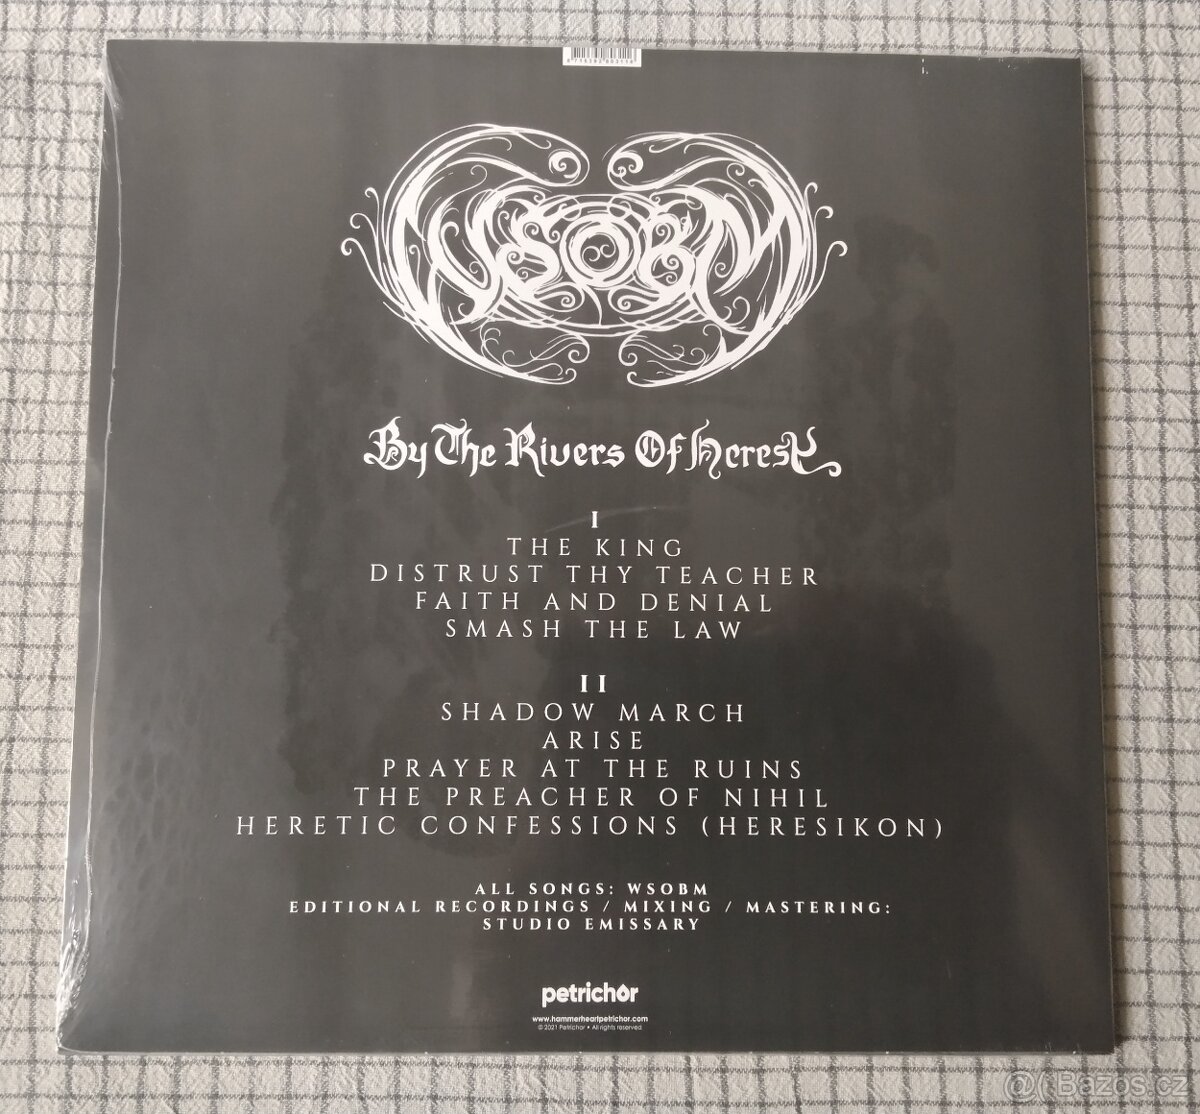 WSOBM
By The Rivers Of Heresy
I
THE KING
DISTRUST THY TEACHER
FAITH AND DENIAL
SMASH THE LAW
II
SHADOW MARCH
ARISE
PRAYER AT THE RUINS
THE PREACHER OF NIHIL
HERETIC CONFESSIONS (HERESIKON)
ALL SONGS: WSOBM
EDITIONAL RECORDINGS / MIXING / MASTERING:
STUDIO EMISSARY
petrichor
www.hammerheartpetrichor.com
© 2021 Petrichor • All rights reserved
Bazos.cz